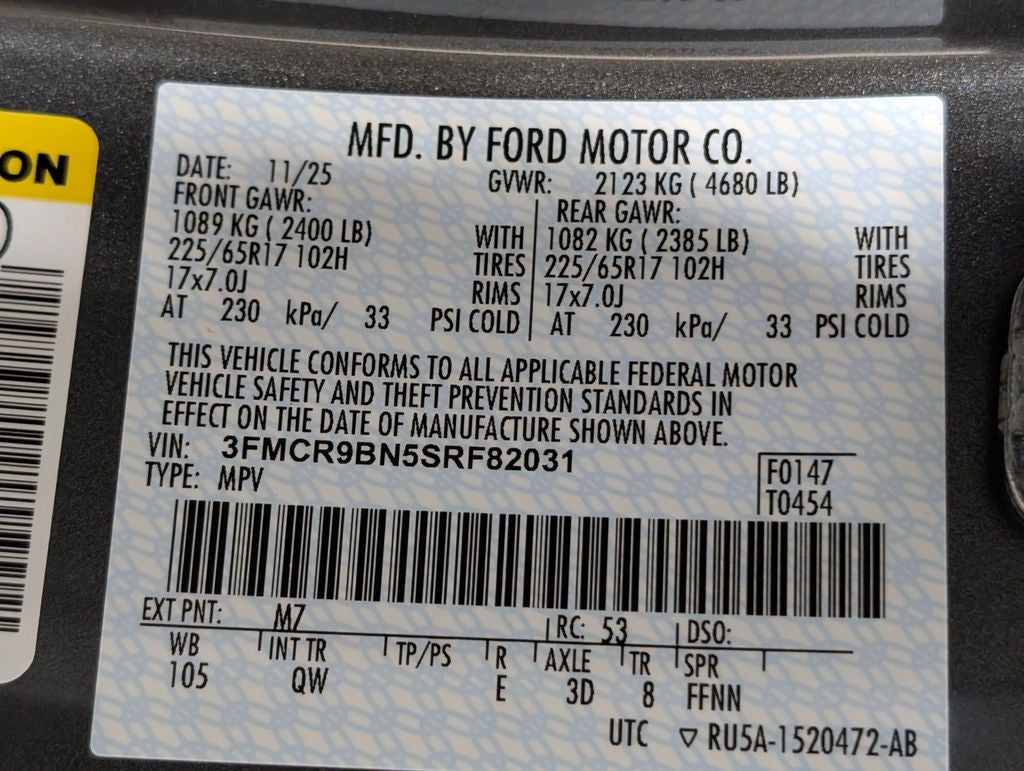 ON
MFD. BY FORD MOTOR CO.
DATE: 11/25 GVWR: 2123 KG ( 4680 LB)
FRONT GAWR: REAR GAWR:
1089 KG ( 2400 LB) WITH 1082 KG ( 2385 LB) WITH
225/65R17 102H TIRES 225/65R17 102H TIRES
17x7.0J RIMS 17x7.0J RIMS
AT 230 kPa/ 33 PSI COLD AT 230 kPa/ 33 PSI COLD
THIS VEHICLE CONFORMS TO ALL APPLICABLE FEDERAL MOTOR
VEHICLE SAFETY AND THEFT PREVENTION STANDARDS IN
EFFECT ON THE DATE OF MANUFACTURE SHOWN ABOVE.
VIN: 3FMCR9BN5SRF82031
TYPE: MPV
F0147
T0454
EXT PNT: M7 RC: 53 DSO:
WB INT TR TP/PS R AXLE TR SPR
105 QW E 3D 8 FFNN
UTC ▽ RU5A-1520472-AB